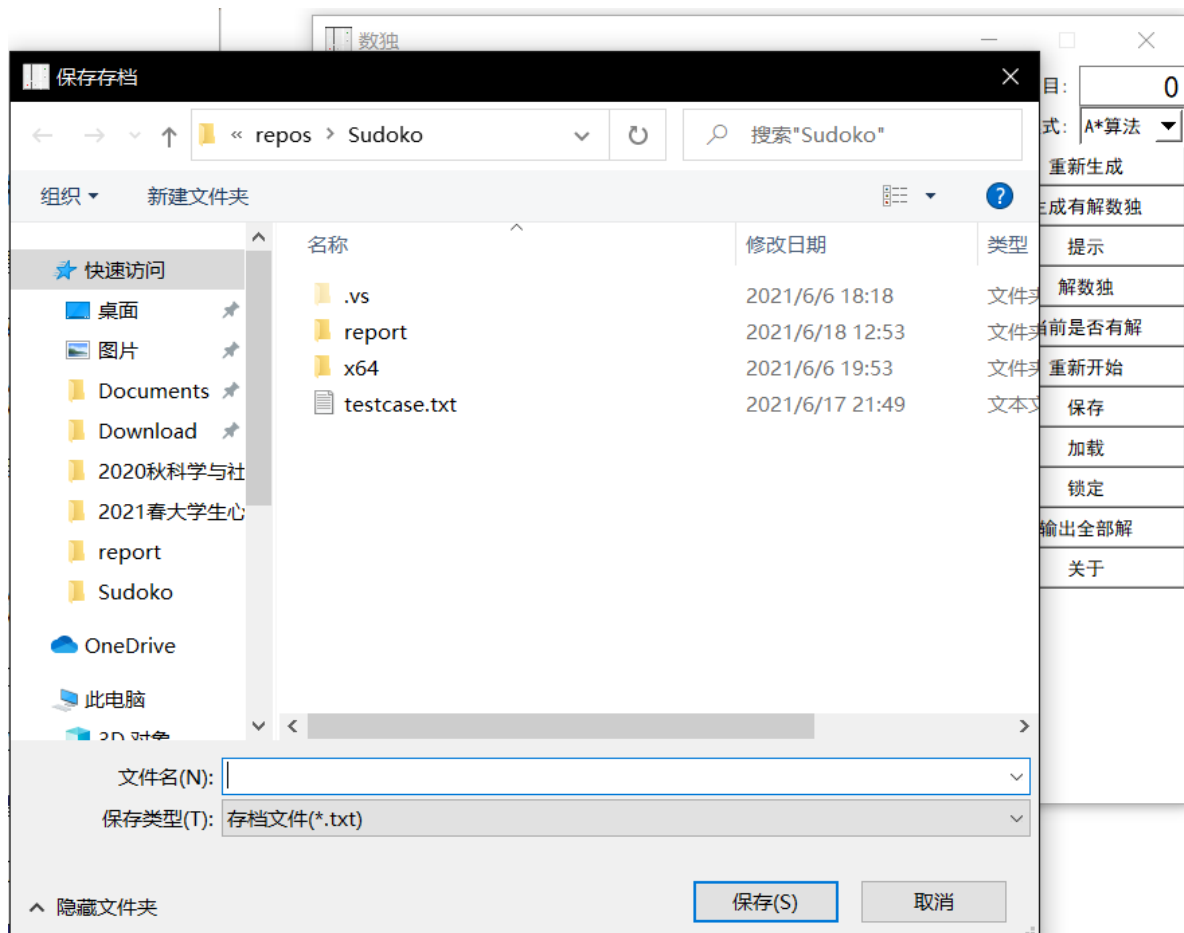 数独
保存存档
目: 0
« repos › Sudoko
搜索"Sudoko"
式: A*算法
重新生成
组织
新建文件夹
?
成有解数独
名称
修改日期
类型
提示
快速访问
解数独
桌面
.vs
2021/6/6 18:18
文件夹
前是否有解
图片
report
2021/6/18 12:53
文件夹
重新开始
Documents
x64
2021/6/6 19:53
文件夹
保存
Download
testcase.txt
2021/6/17 21:49
文本文
加载
2020秋科学与社
锁定
2021春大学生心
输出全部解
report
关于
Sudoko
OneDrive
此电脑
3D 对象
文件名(N):
保存类型(T): 存档文件(*.txt)
隐藏文件夹
保存(S)
取消